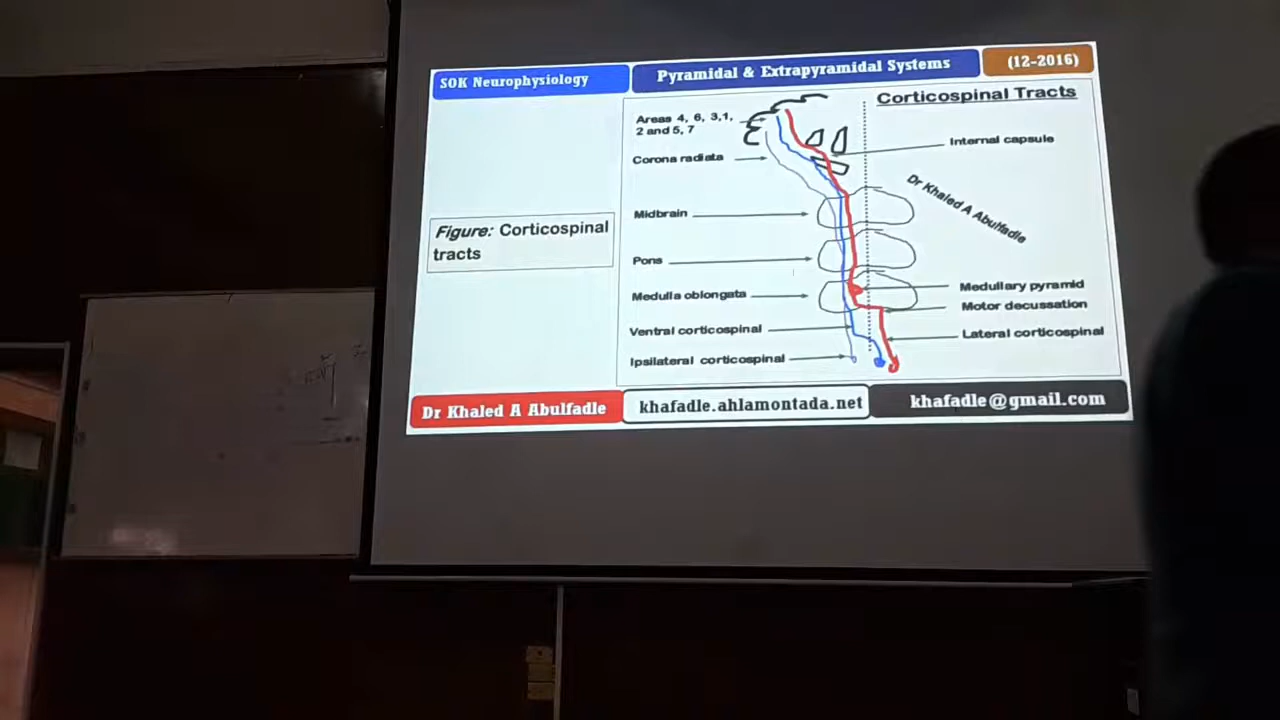 SOK Neurophysiology
Pyramidal & Extrapyramidal Systems
(12-2016)
Corticospinal Tracts
Areas 4, 6, 3,1,
2 and 5, 7
Internal capsule
Corona radiata
Dr Khaled A Abulfadle
Midbrain
Figure: Corticospinal
tracts
Pons
Medulla oblongata
Medullary pyramid
Motor decussation
Ventral corticospinal
Lateral corticospinal
Ipsilateral corticospinal
Dr Khaled A Abulfadle
khafadle.ahlamontada.net
khafadle@gmail.com